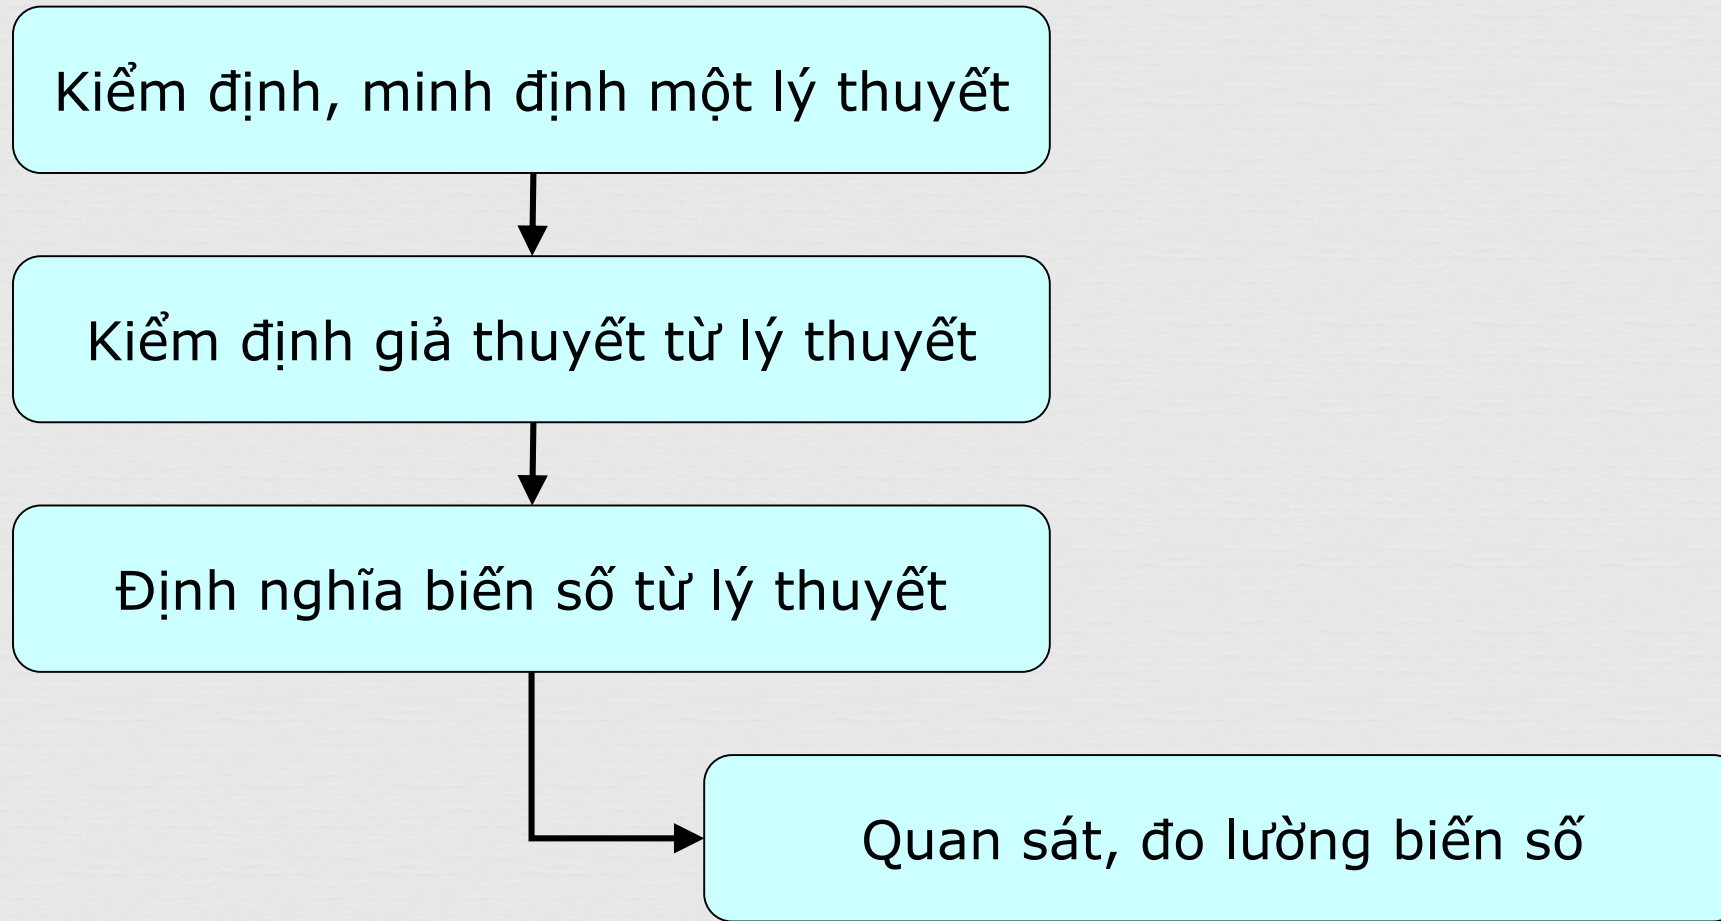 Kiểm định, minh định một lý thuyết
Kiểm định giả thuyết từ lý thuyết
Định nghĩa biến số từ lý thuyết
Quan sát, đo lường biến số